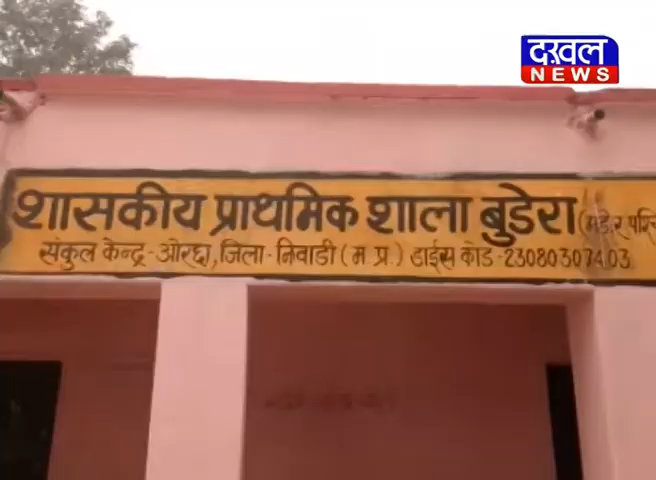 दख़ल
NEWS
शासकीय प्राथमिक शाला बुडेरा
संकुल केन्द्र - ओरछा, जिला - निवाडी (म.प्र.) डाईस कोड - 23080307403